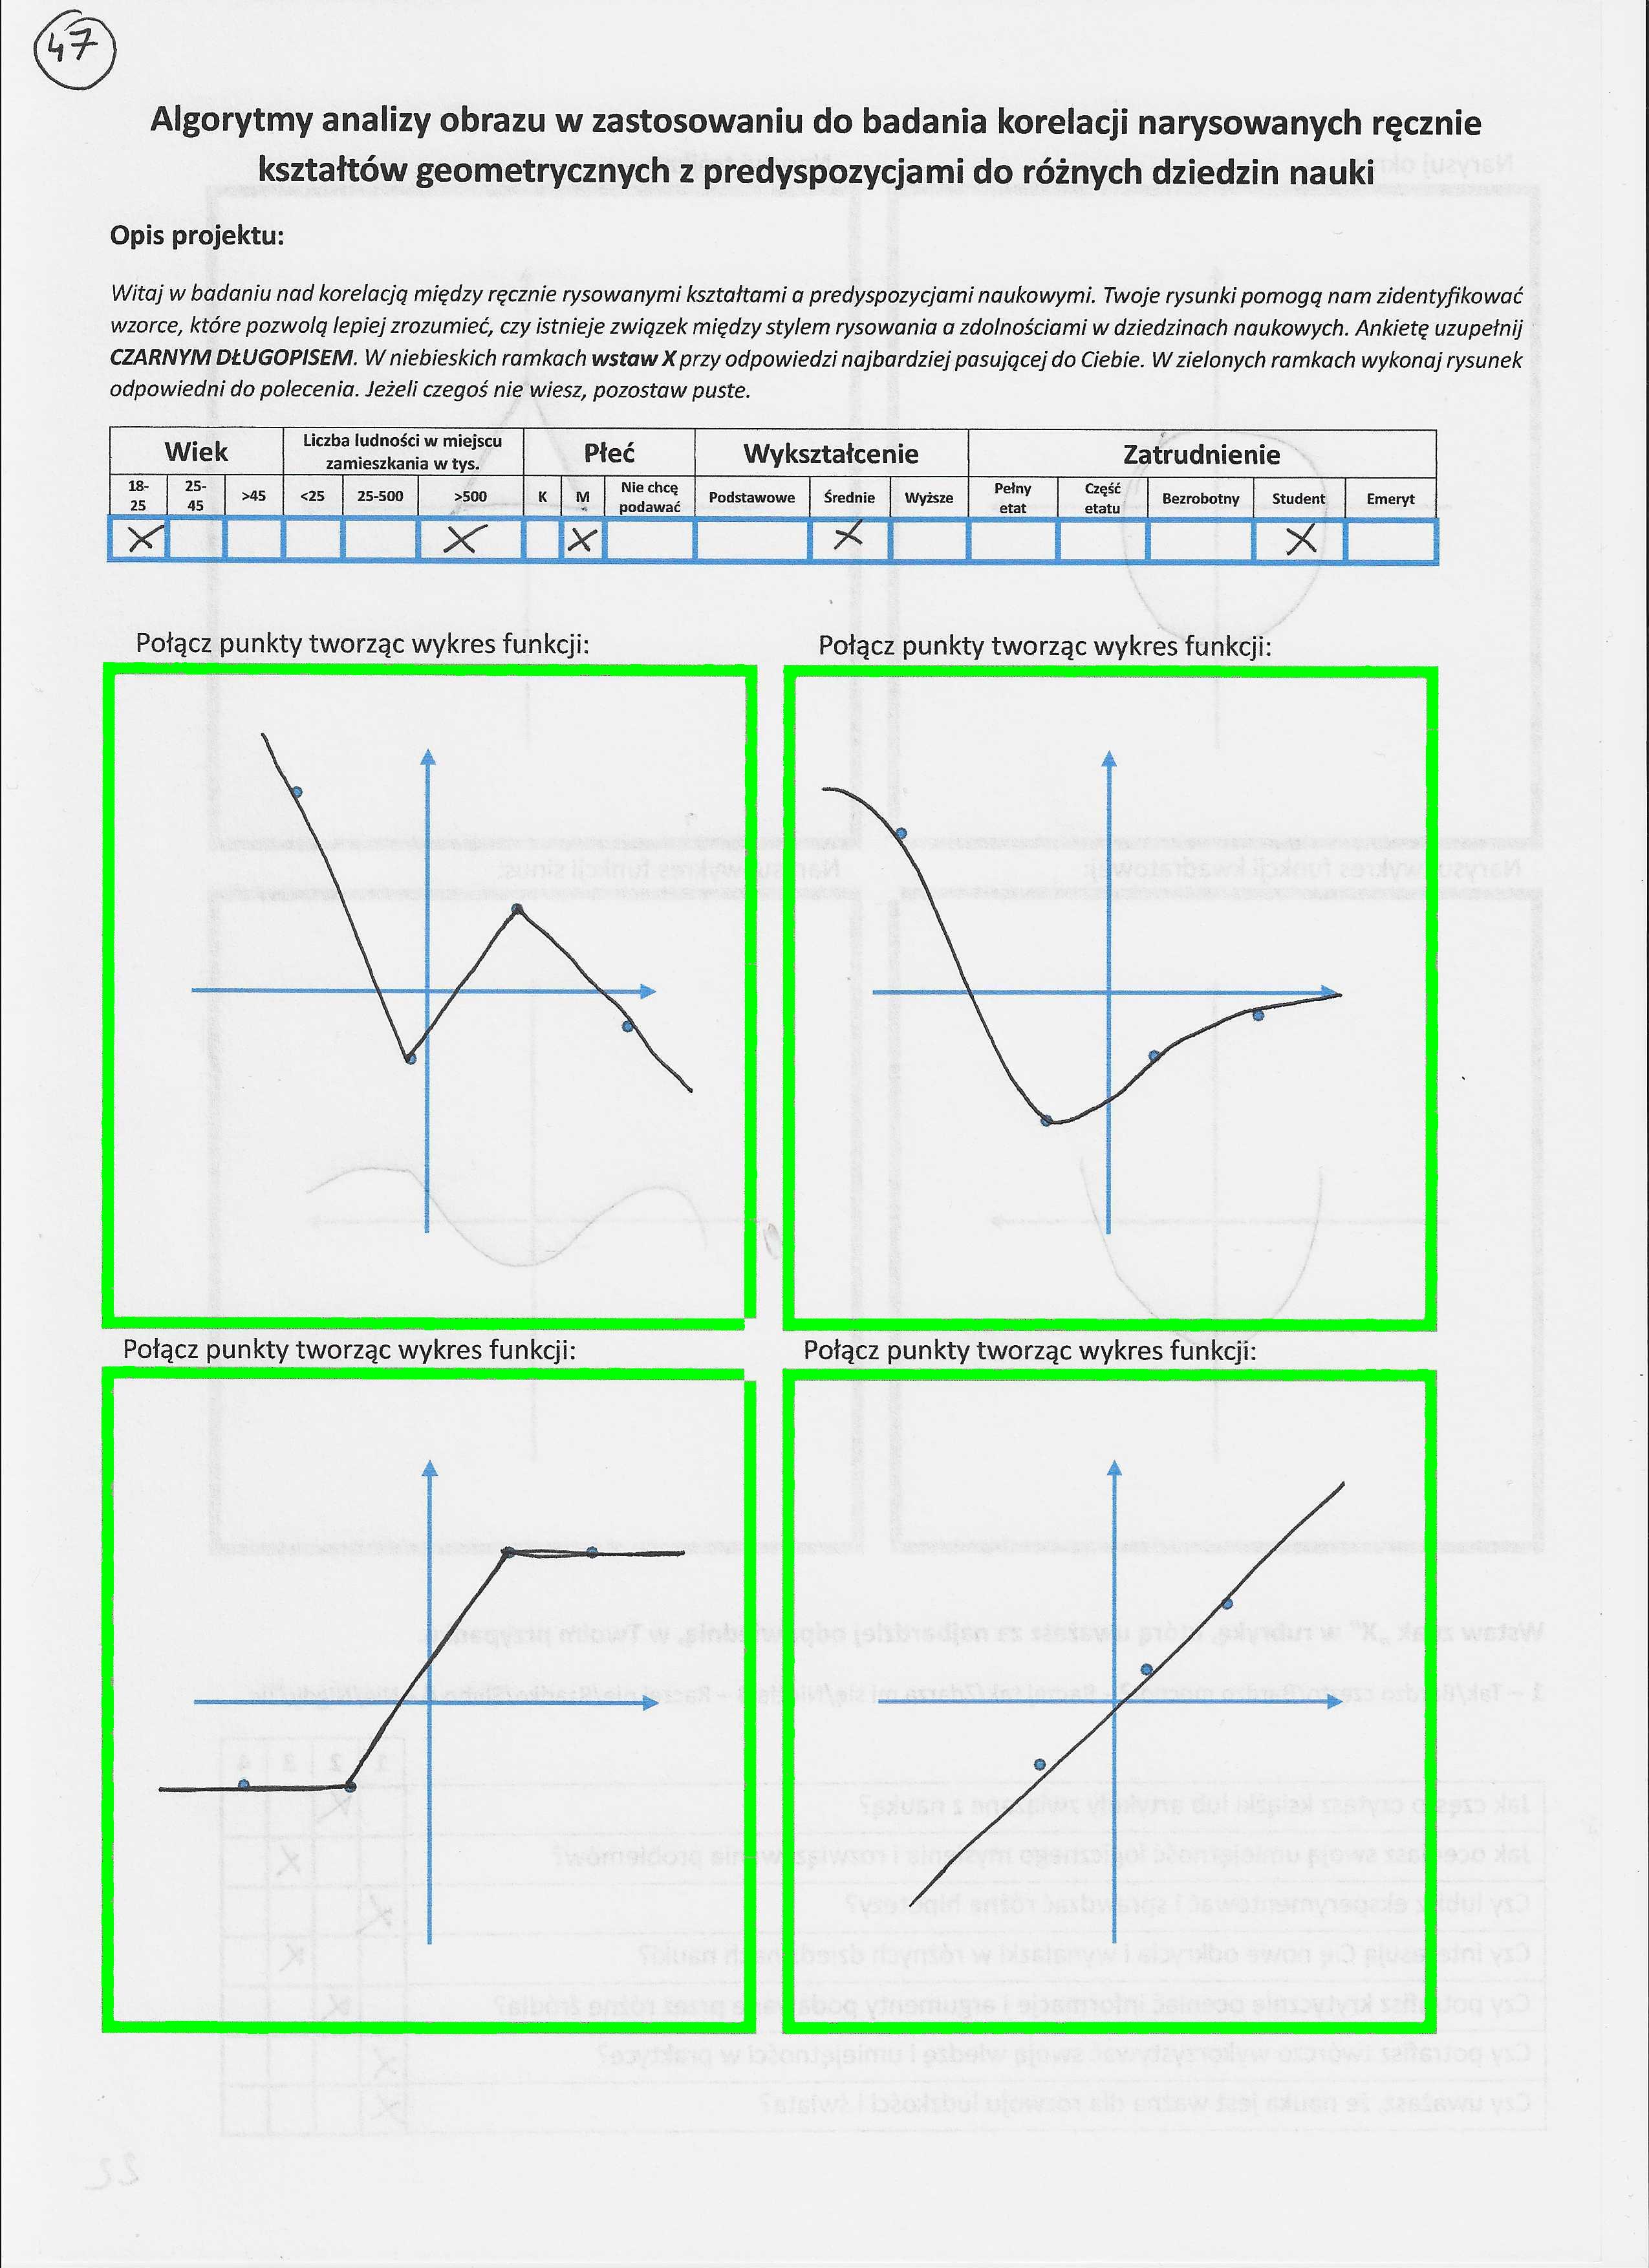 47
Algorytmy analizy obrazu w zastosowaniu do badania korelacji narysowanych ręcznie
kształtów geometrycznych z predyspozycjami do różnych dziedzin nauki
Opis projektu:
Witaj w badaniu nad korelacją między ręcznie rysowanymi kształtami a predyspozycjami naukowymi. Twoje rysunki pomogą nam zidentyfikować
wzorce, które pozwolą lepiej zrozumieć, czy istnieje związek między stylem rysowania a zdolnościami w dziedzinach naukowych. Ankietę uzupełnij
CZARNYM DŁUGOPISEM. W niebieskich ramkach wstaw X przy odpowiedzi najbardziej pasującej do Ciebie. W zielonych ramkach wykonaj rysunek
odpowiedni do polecenia. Jeżeli czegoś nie wiesz, pozostaw puste.
Wiek Liczba ludności w miejscu zamieszkania w tys. Płeć Wykształcenie Zatrudnienie
18-25 25-45 >45 <25 25-500 >500 K M Nie chcę podawać Podstawowe Średnie Wyższe Pełny etat Część etatu Bezrobotny Student Emeryt
X X X X X
Połącz punkty tworząc wykres funkcji: Połącz punkty tworząc wykres funkcji:
Połącz punkty tworząc wykres funkcji: Połącz punkty tworząc wykres funkcji: